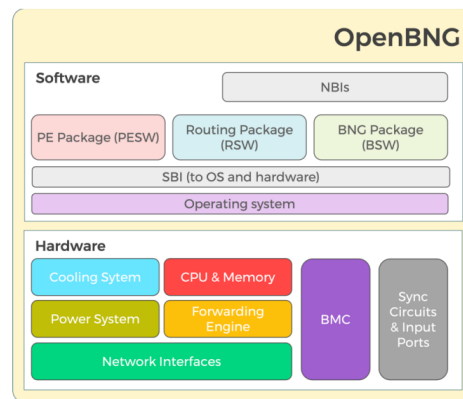 OpenBNG
Software
NBIs
PE Package (PESW)
Routing Package
(RSW)
BNG Package
(BSW)
SBI (to OS and hardware)
Operating system
Hardware
Cooling Sytem
CPU & Memory
Power System
Forwarding
Engine
Network Interfaces
BMC
Sync
Circuits
& Input
Ports